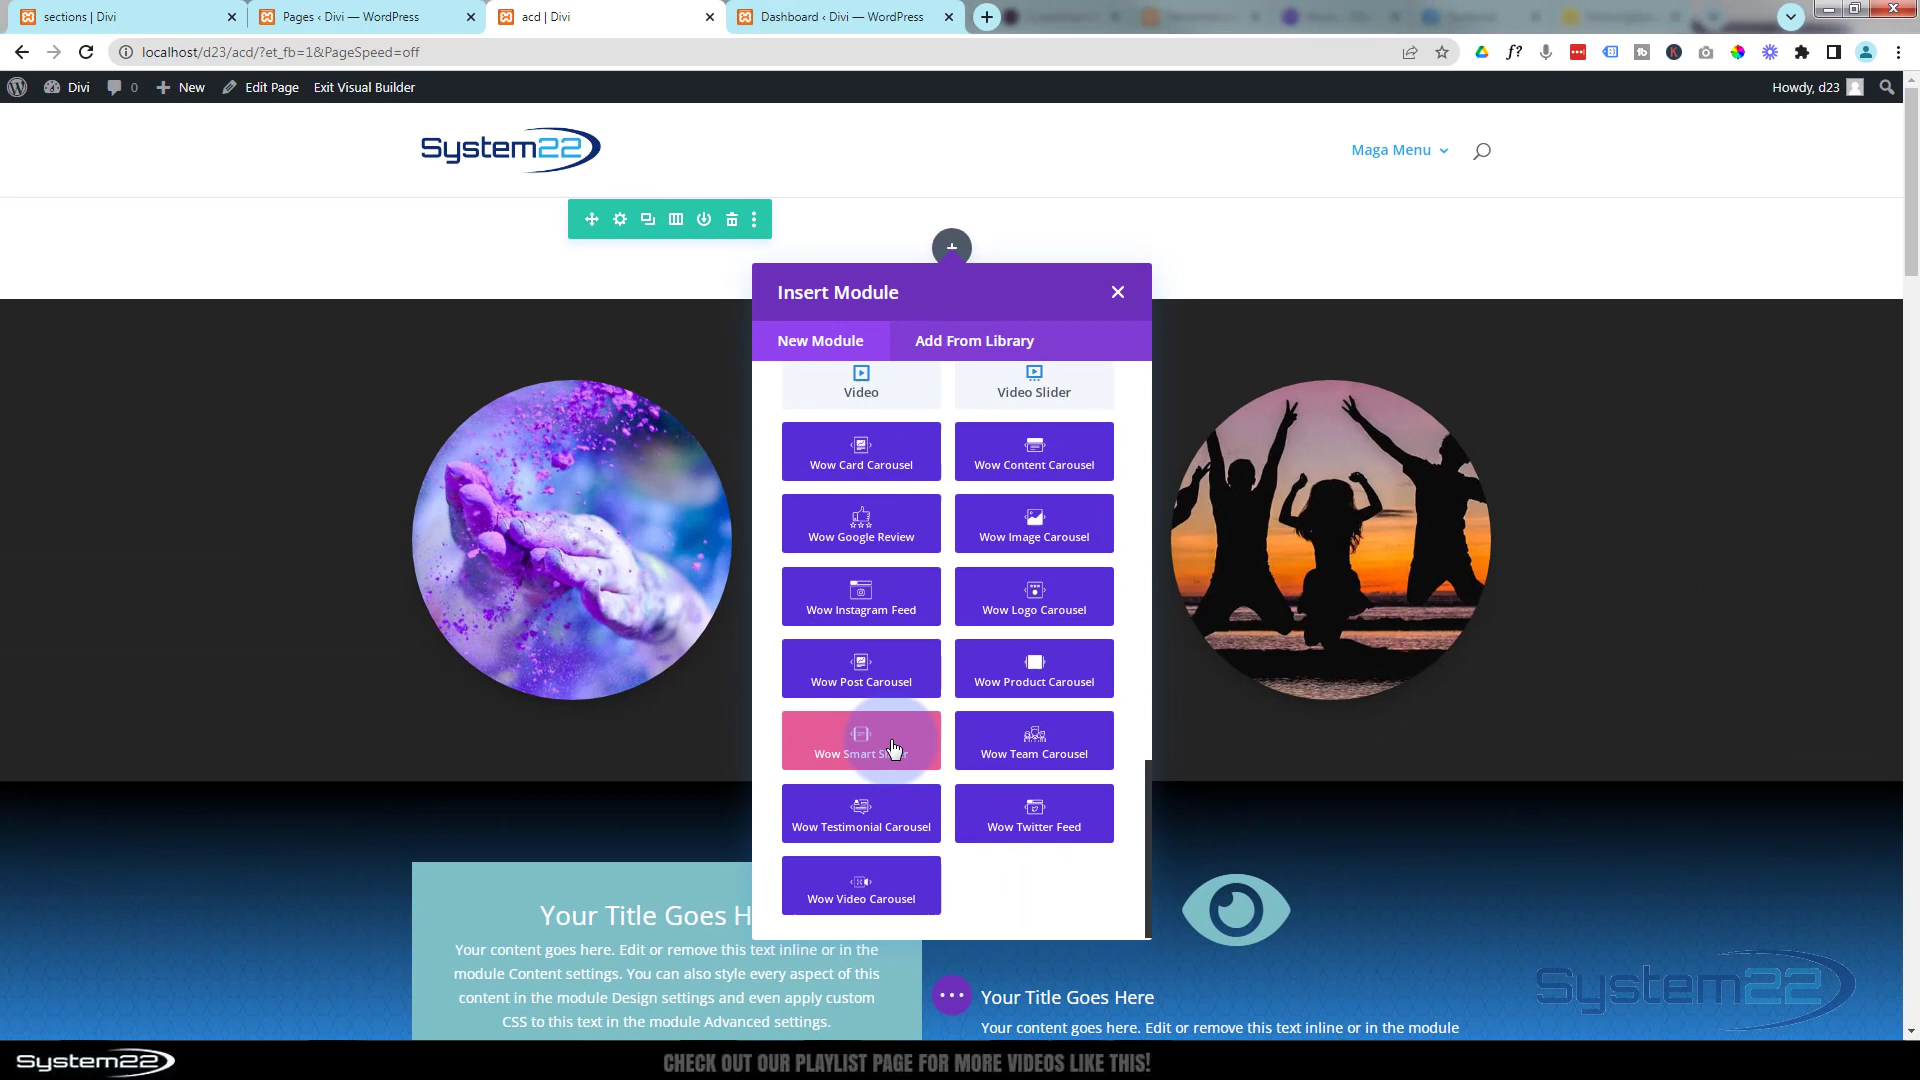 sections | Divi
Pages ‹ Divi — WordPress
acd | Divi
Dashboard ‹ Divi — WordPress
localhost/d23/acd/?et_fb=1&PageSpeed=off
Divi
0
New
Edit Page
Exit Visual Builder
Howdy, d23
System22
Maga Menu
Insert Module
New Module
Add From Library
Video
Video Slider
Wow Card Carousel
Wow Content Carousel
Wow Google Review
Wow Image Carousel
Wow Instagram Feed
Wow Logo Carousel
Wow Post Carousel
Wow Product Carousel
Wow Smart
Wow Team Carousel
Wow Testimonial Carousel
Wow Twitter Feed
Wow Video Carousel
Your Title Goes H
Your content goes here. Edit or remove this text inline or in the
module Content settings. You can also style every aspect of this
content in the module Design settings and even apply custom
CSS to this text in the module Advanced settings.
Your Title Goes Here
Your content goes here. Edit or remove this text inline or in the module
System22
System22
CHECK OUT OUR PLAYLIST PAGE FOR MORE VIDEOS LIKE THIS!